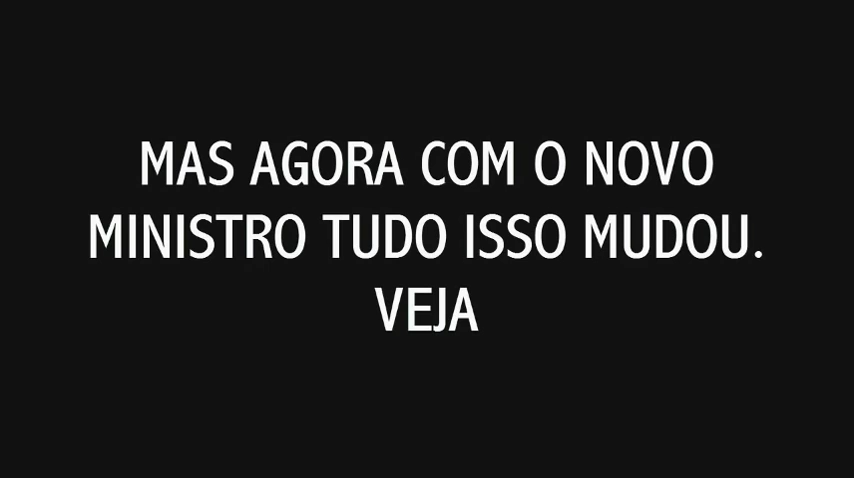 MAS AGORA COM O NOVO
MINISTRO TUDO ISSO MUDOU.
VEJA